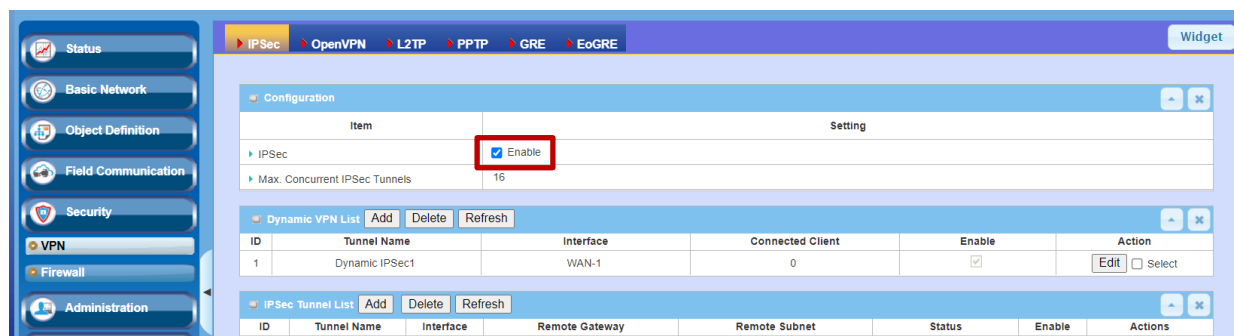 Status
Basic Network
Object Definition
Field Communication
Security
VPN
Firewall
Administration
IPSec OpenVPN L2TP PPTP GRE EoGRE
Widget
Configuration
Item Setting
IPSec Enable
Max. Concurrent IPSec Tunnels 16
Dynamic VPN List Add Delete Refresh
ID Tunnel Name Interface Connected Client Enable Action
1 Dynamic IPSec1 WAN-1 0 Edit Select
IPSec Tunnel List Add Delete Refresh
ID Tunnel Name Interface Remote Gateway Remote Subnet Status Enable Actions